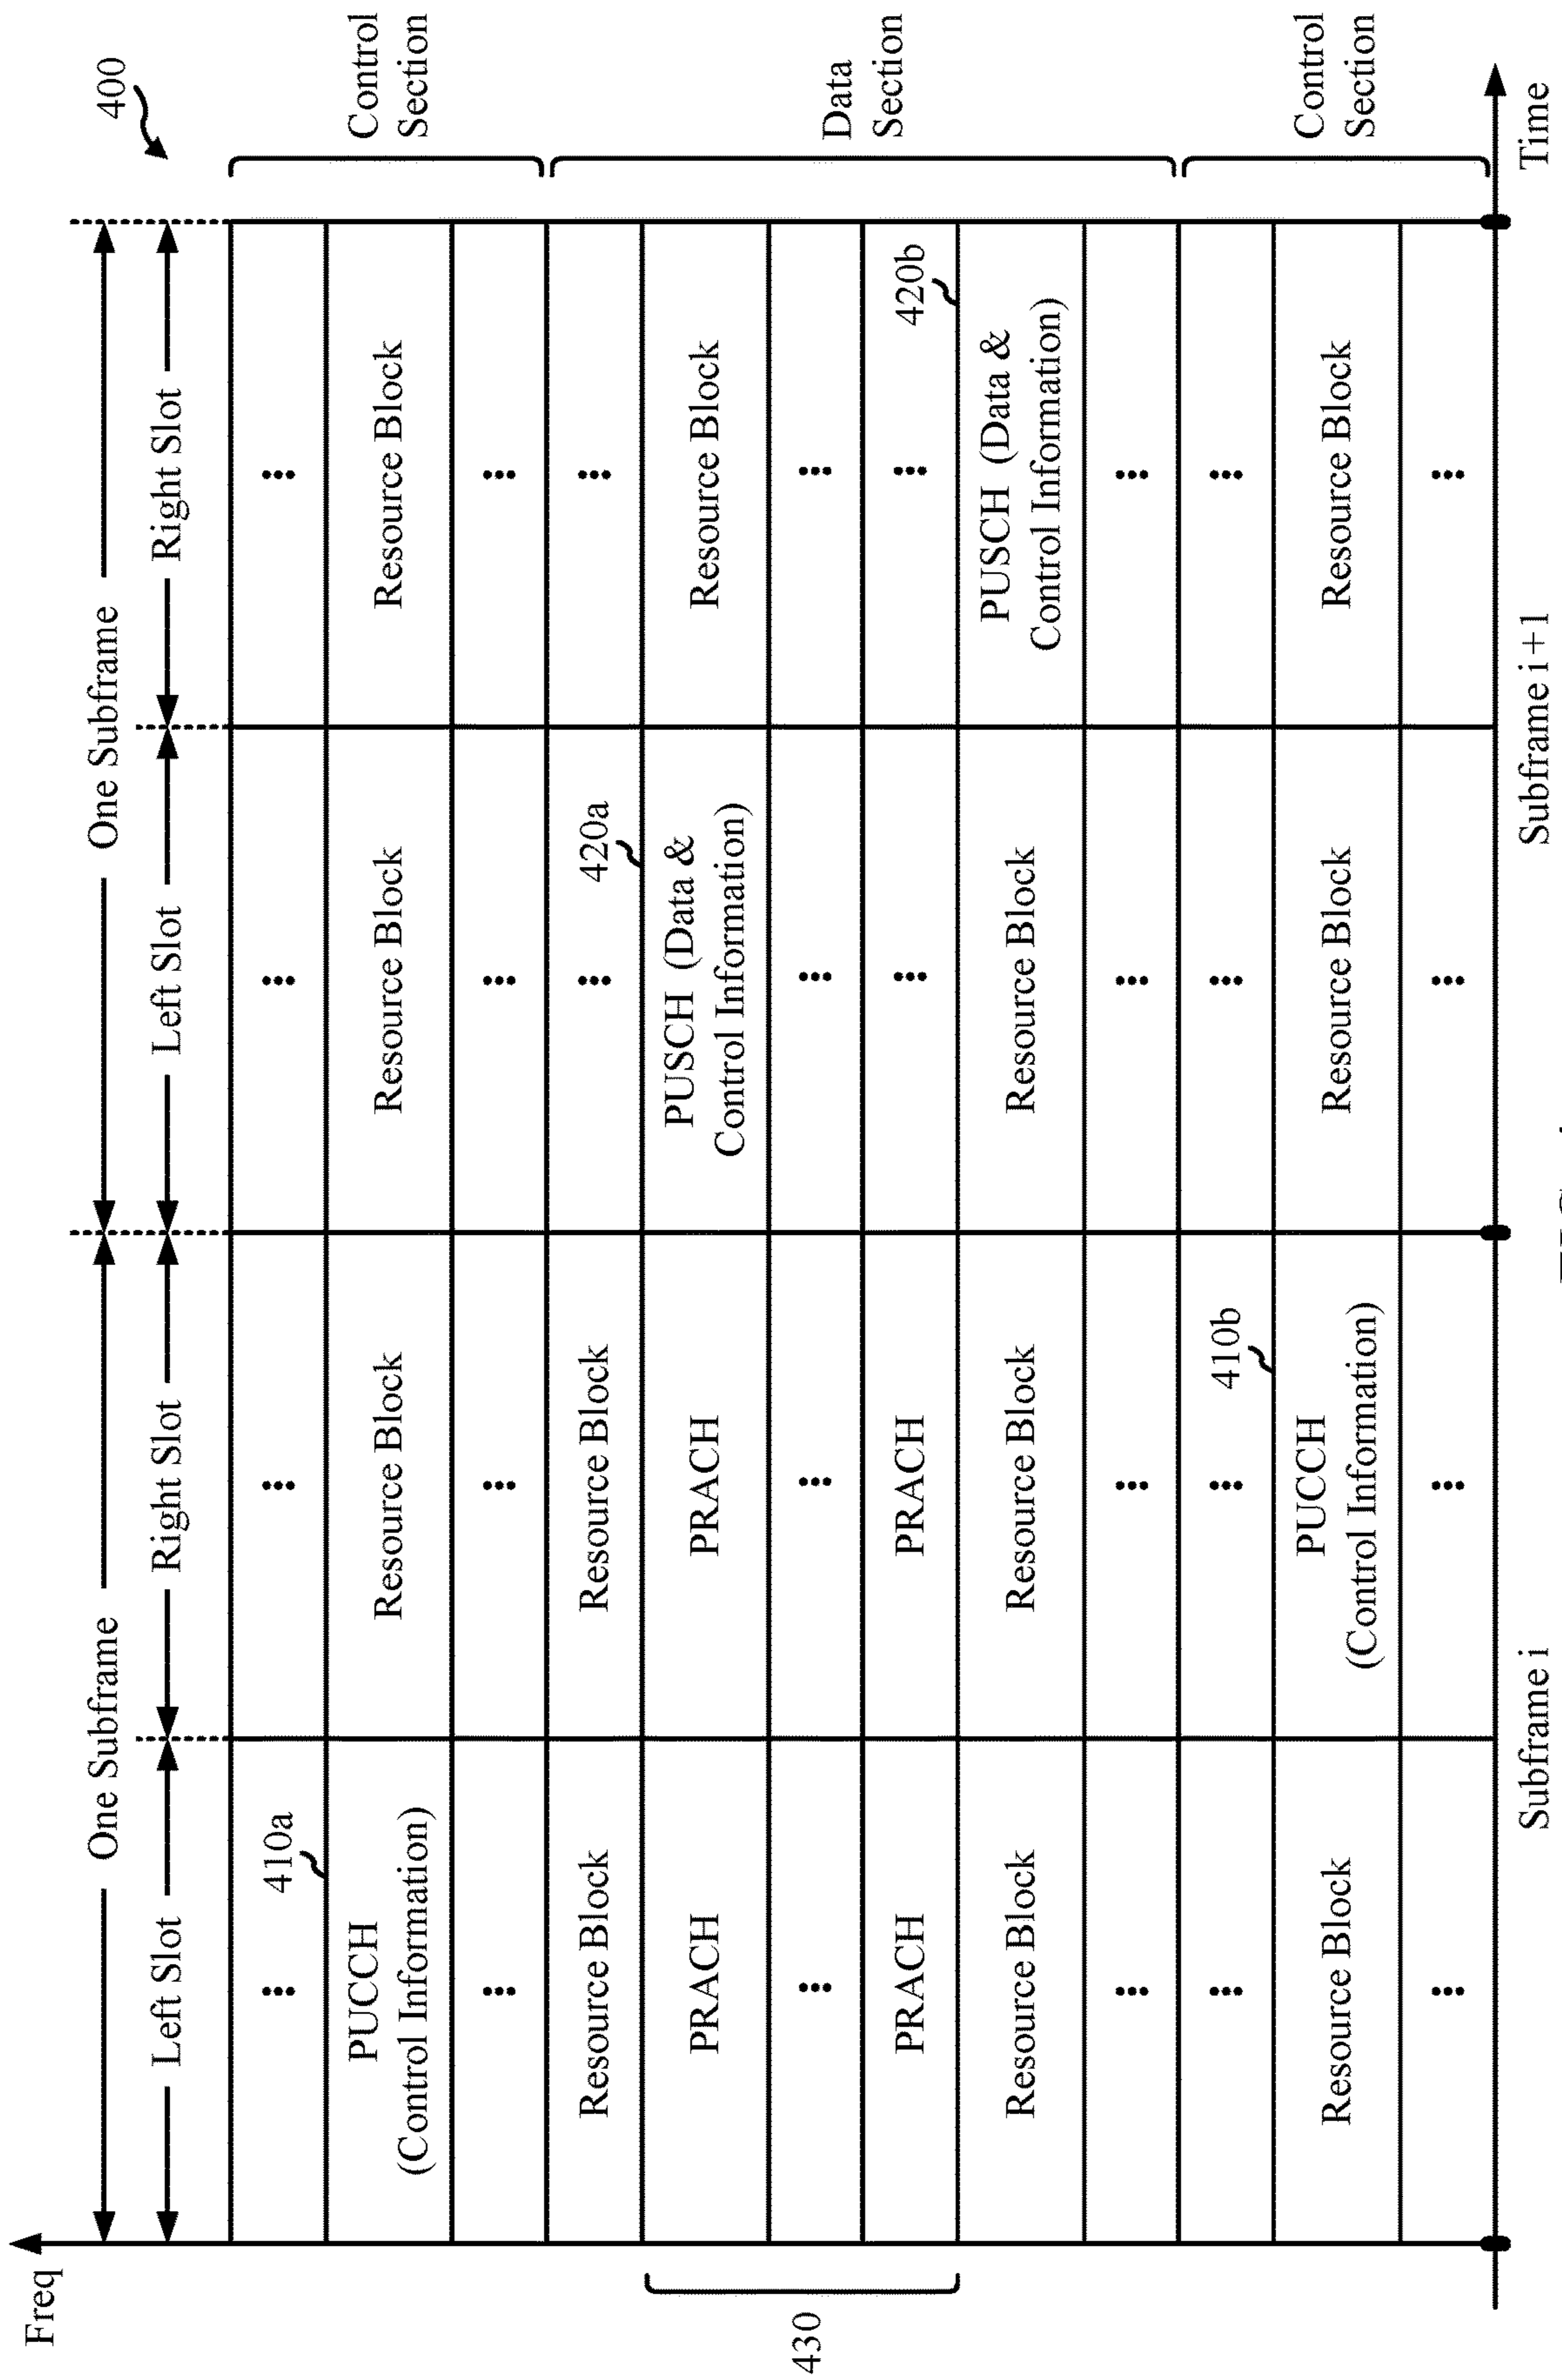 400
Freq
One Subframe
One Subframe
Left Slot
Right Slot
Left Slot
Right Slot
410a
⋮
⋮
⋮
⋮
PUCCH
(Control Information)
Resource Block
Resource Block
Resource Block
Control
Section
⋮
⋮
⋮
⋮
Resource Block
Resource Block
420a
⋮
⋮
430
PRACH
PRACH
PUSCH (Data &
Control Information)
Resource Block
⋮
⋮
⋮
⋮
Data
Section
PRACH
PRACH
⋮
⋮
420b
Resource Block
Resource Block
Resource Block
PUSCH (Data &
Control Information)
⋮
⋮
⋮
⋮
⋮
⋮
410b
⋮
⋮
Resource Block
PUCCH
(Control Information)
Resource Block
Resource Block
Control
Section
⋮
⋮
⋮
⋮
Subframe i
Subframe i+1
Time